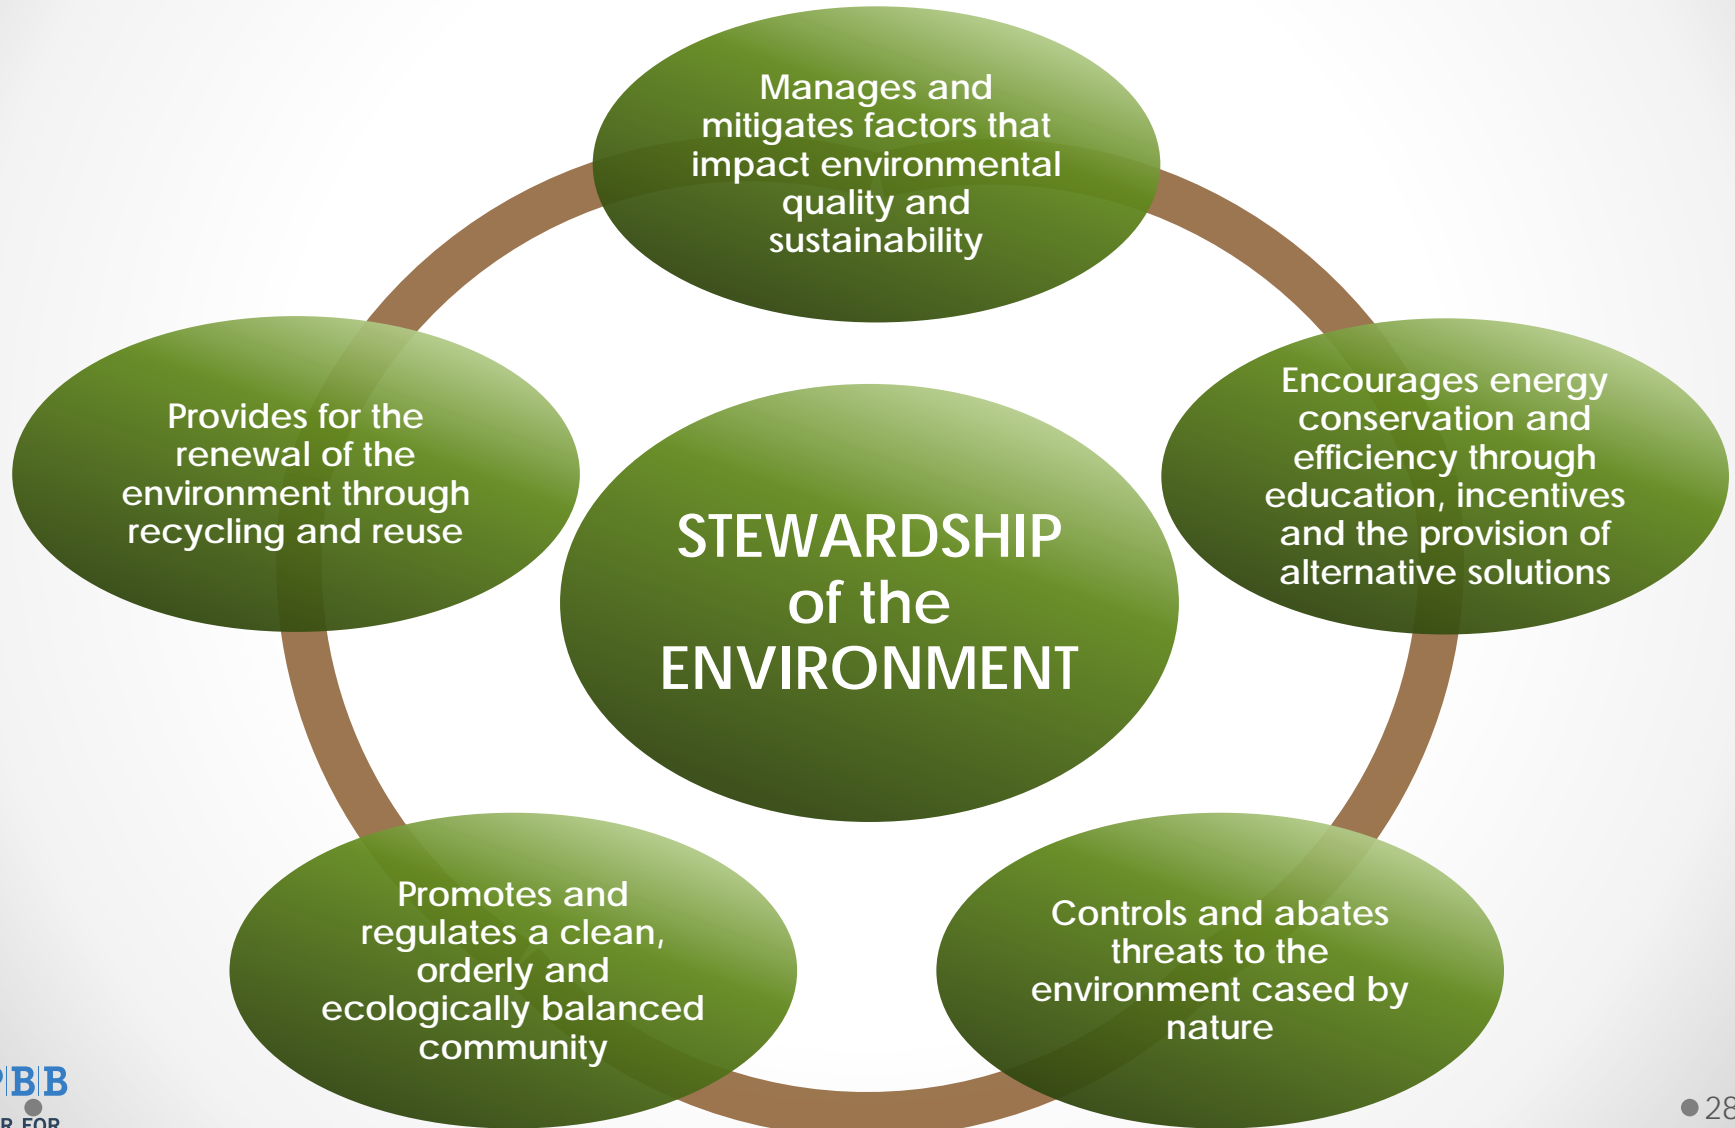 Manages and
mitigates factors that
impact environmental
quality and
sustainability
Encourages energy
conservation and
efficiency through
education, incentives
and the provision of
alternative solutions
Provides for the
renewal of the
environment through
recycling and reuse
STEWARDSHIP
of the
ENVIRONMENT
Promotes and
regulates a clean,
orderly and
ecologically balanced
community
Controls and abates
threats to the
environment cased by
nature
BB
FOR
28